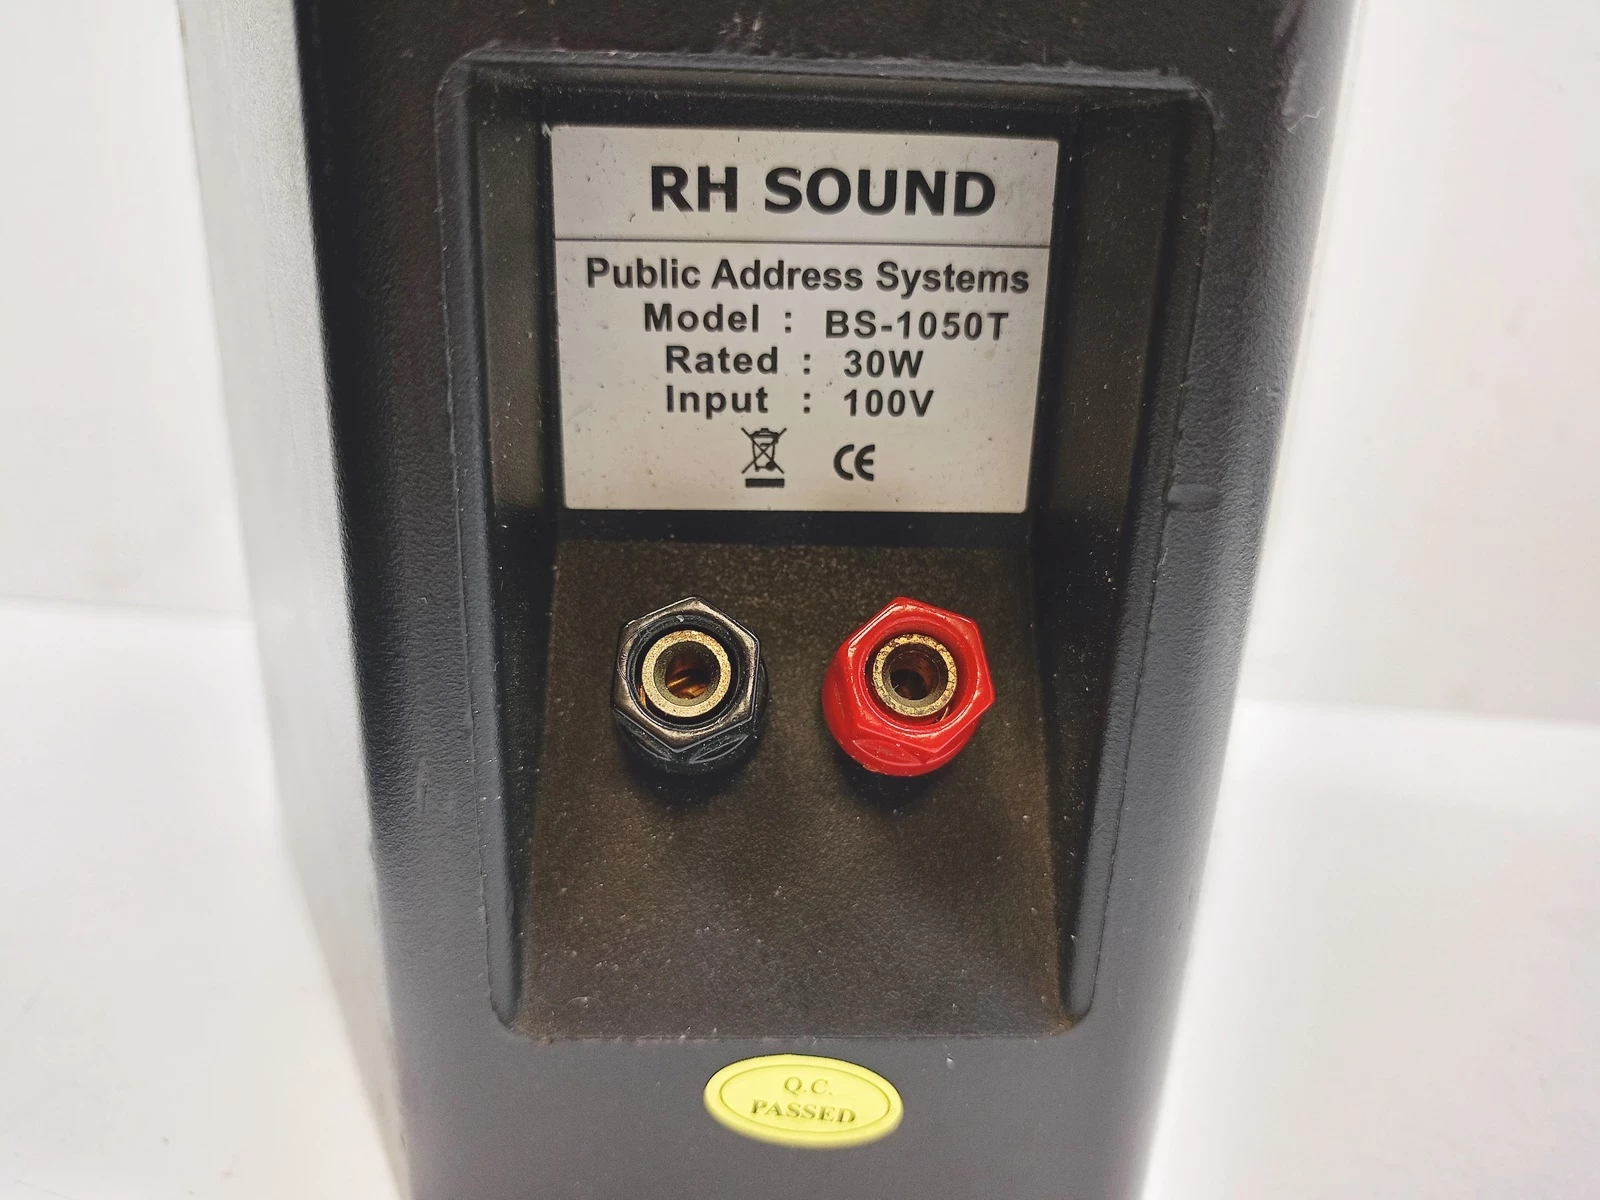 RH SOUND
Public Address Systems
Model : BS-1050T
Rated : 30W
Input : 100V
CE
Q.C.
PASSED